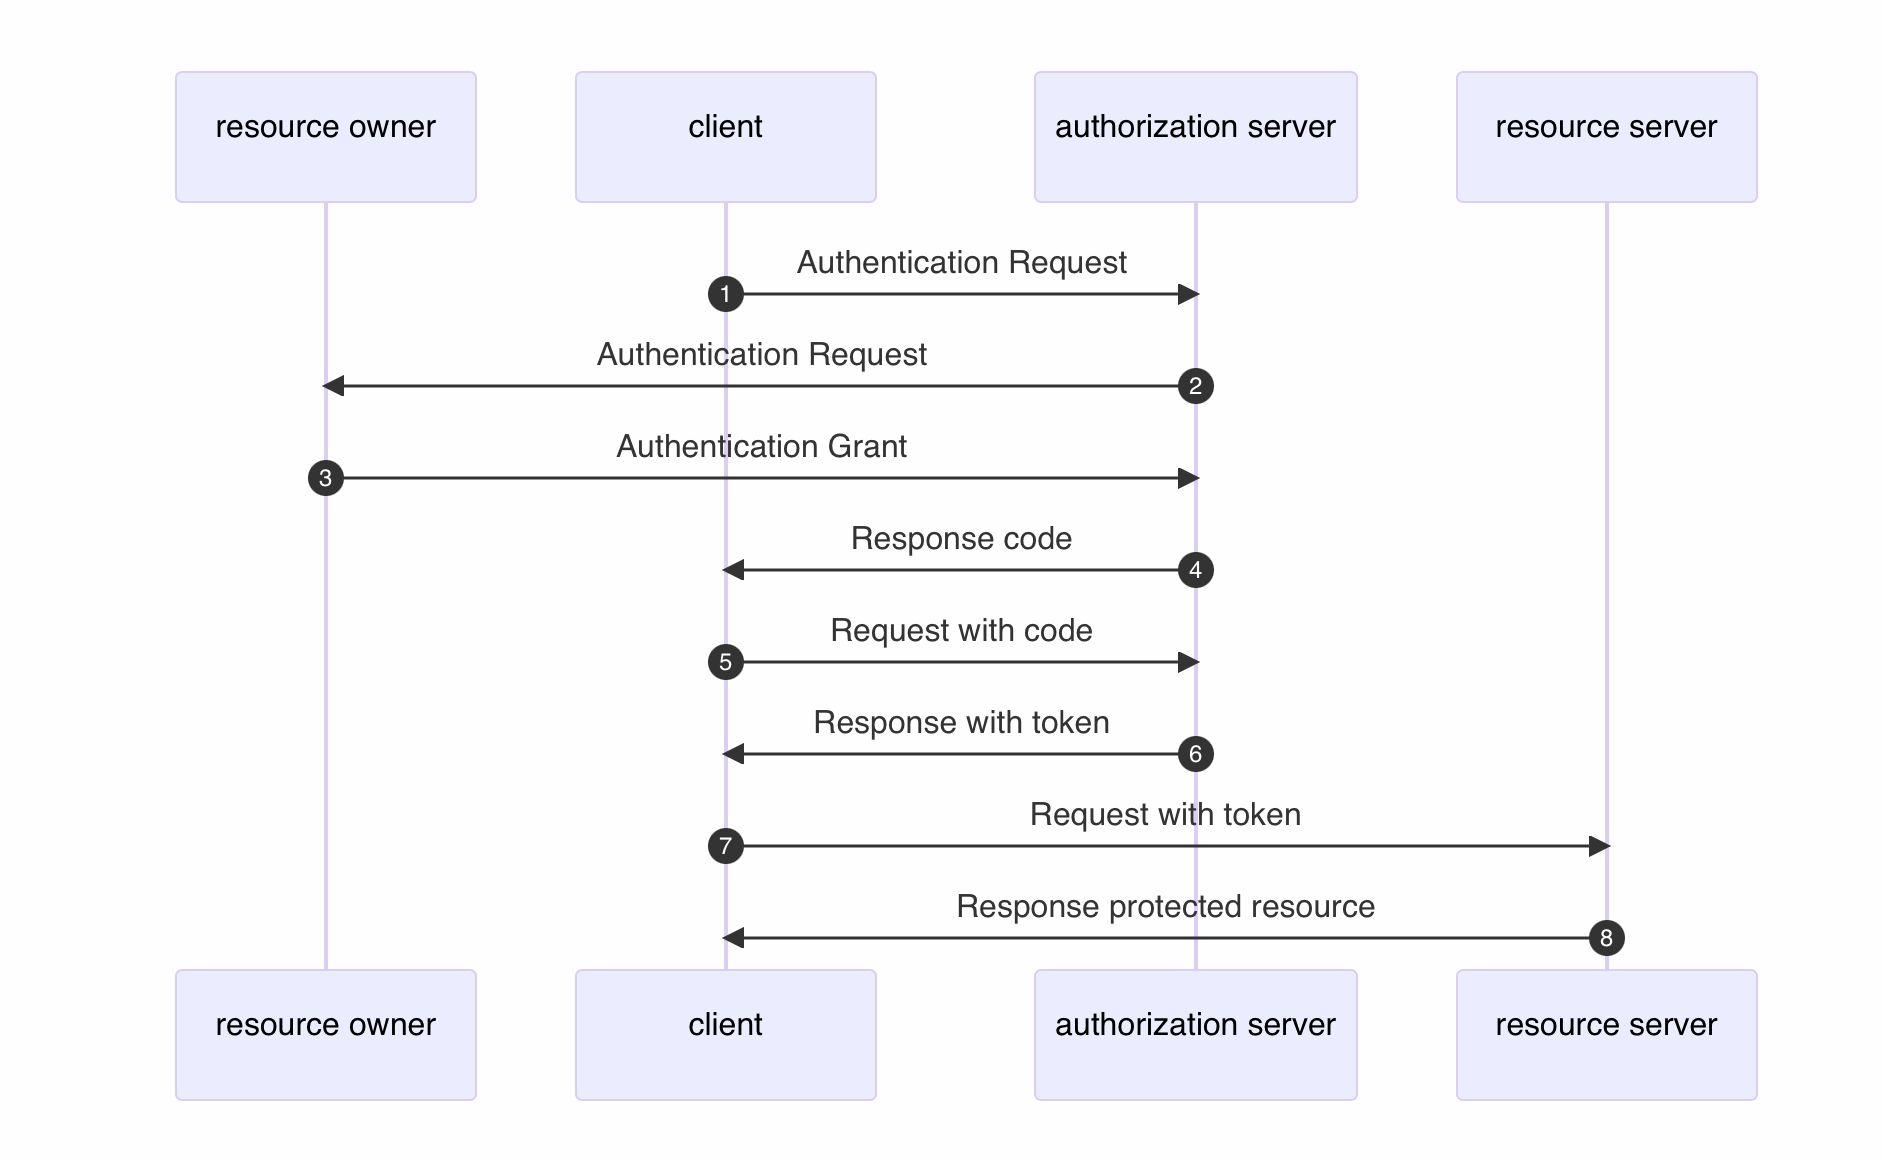 resource owner
client
authorization server
resource server
Authentication Request
1
Authentication Request
2
Authentication Grant
3
Response code
4
Request with code
5
Response with token
6
Request with token
7
Response protected resource
8
resource owner
client
authorization server
resource server